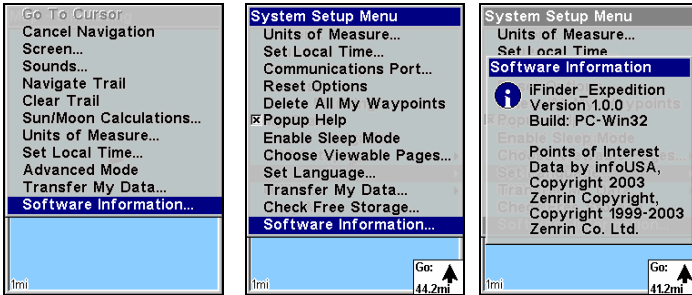 Go To Cursor
Cancel Navigation
Screen...
Sounds...
Navigate Trail
Clear Trail
Sun/Moon Calculations...
Units of Measure...
Set Local Time...
Advanced Mode
Transfer My Data...
Software Information...
1mi
System Setup Menu
Units of Measure...
Set Local Time...
Communications Port...
Reset Options
Delete All My Waypoints
Popup Help
Enable Sleep Mode
Choose Viewable Pages...
Set Language...
Transfer My Data...
Check Free Storage...
Software Information...
1mi
Go:
44.2mi
System Setup Menu
Units of Measure...
Set Local Time
Software Information
iFinder_Expedition
Version 1.0.0
Build: PC-Win32
Points of Interest
Data by infoUSA,
Copyright 2003
Zenrin Copyright,
Copyright 1999-2003
Zenrin Co. Ltd.
1mi
Go:
41.2mi